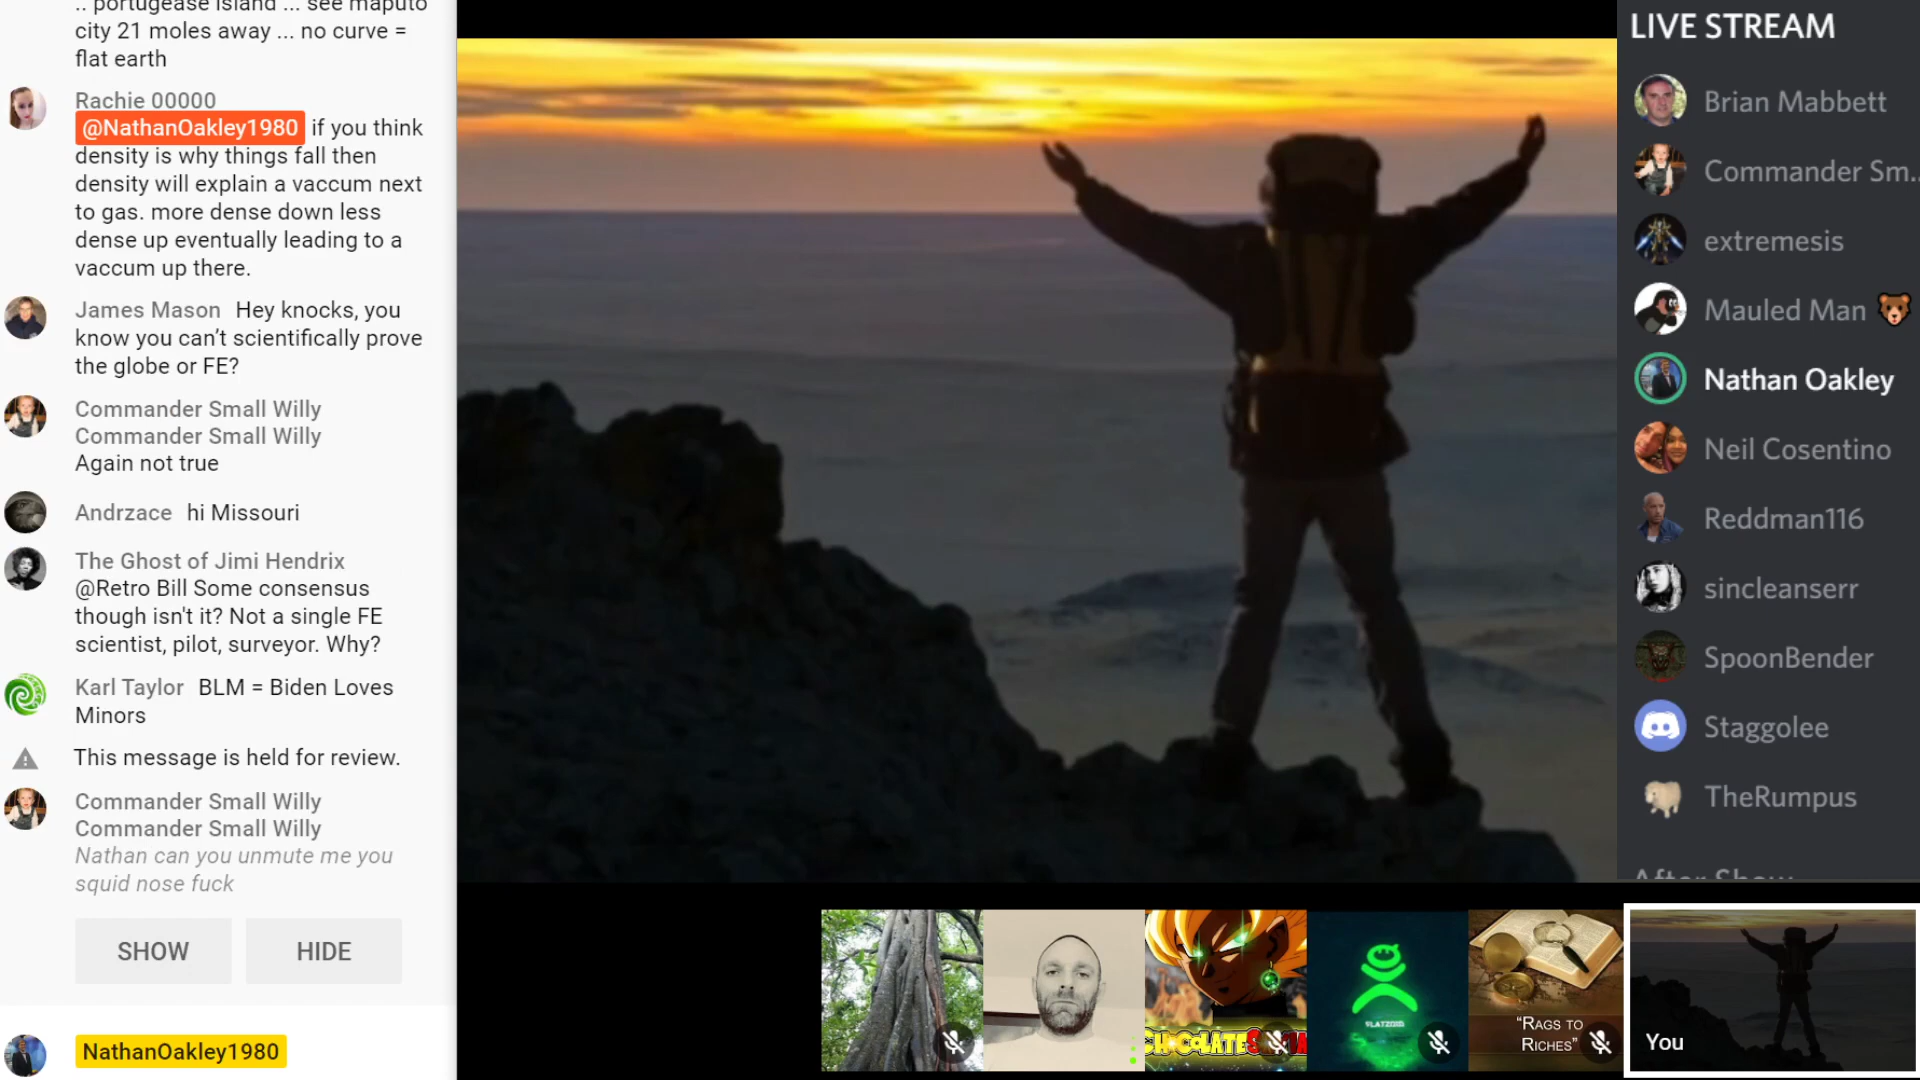 .. portugease island ... see maputo
city 21 moles away ... no curve =
flat earth
Rachie 00000
@NathanOakley1980 if you think
density is why things fall then
density will explain a vaccum next
to gas. more dense down less
dense up eventually leading to a
vaccum up there.
James Mason Hey knocks, you
know you can't scientifically prove
the globe or FE?
Commander Small Willy
Commander Small Willy
Again not true
Andrzace hi Missouri
The Ghost of Jimi Hendrix
@Retro Bill Some consensus
though isn't it? Not a single FE
scientist, pilot, surveyor. Why?
Karl Taylor BLM = Biden Loves
Minors
This message is held for review.
Commander Small Willy
Commander Small Willy
Nathan can you unmute me you
squid nose fuck
SHOW HIDE
NathanOakley1980
LIVE STREAM
Brian Mabbett
Commander Sm..
extremesis
Mauled Man
Nathan Oakley
Neil Cosentino
Reddman116
sincleanserr
SpoonBender
Staggolee
TheRumpus
After Show
FLATZOID
"RAGS TO
RICHES"
You